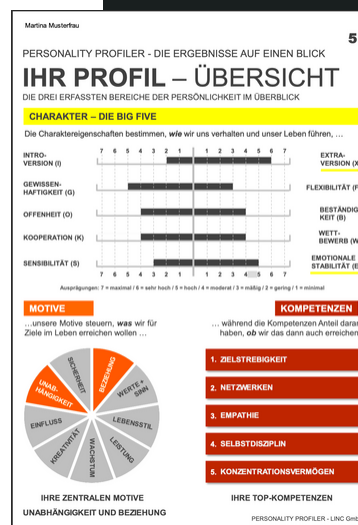 Martina Musterfrau
5
PERSONALITY PROFILER - DIE ERGEBNISSE AUF EINEN BLICK
IHR PROFIL – ÜBERSICHT
DIE DREI ERFASSTEN BEREICHE DER PERSÖNLICHKEIT IM ÜBERBLICK
CHARAKTER – DIE BIG FIVE
Die Charaktereigenschaften bestimmen, wie wir uns verhalten und unser Leben führen, …
7 6 5 4 3 2 1 1 2 3 4 5 6 7
INTRO-
VERSION (I)
EXTRA-
VERSION (X
GEWISSEN-
HAFTIGKEIT (G)
FLEXIBILITÄT (F
OFFENHEIT (O)
BESTÄNDIG
KEIT (B)
KOOPERATION (K)
WETT-
BEWERB (W
SENSIBILITÄT (S)
EMOTIONALE
STABILITÄT (E
7 6 5 4 3 2 1 1 2 3 4 5 6 7
Ausprägungen: 7 = maximal / 6 = sehr hoch / 5 = hoch / 4 = moderat / 3 = mäßig / 2 = gering / 1 = minimal
MOTIVE
…unsere Motive steuern, was wir für
Ziele im Leben erreichen wollen …
SICHERHEIT
BEZIEHUNG
WERTE +
SINN
LEBENSSTIL
LEISTUNG
WACHSTUM
KREATIVITÄT
EINFLUSS
UNAB-
HÄNGIGKEIT
IHRE ZENTRALEN MOTIVE
UNABHÄNGIGKEIT UND BEZIEHUNG
KOMPETENZEN
… während die Kompetenzen Anteil daran
haben, ob wir das dann auch erreichen
1. ZIELSTREBIGKEIT
2. NETZWERKEN
3. EMPATHIE
4. SELBSTDISZIPLIN
5. KONZENTRATIONSVERMÖGEN
IHRE TOP-KOMPETENZEN
PERSONALITY PROFILER - LINC Gmb